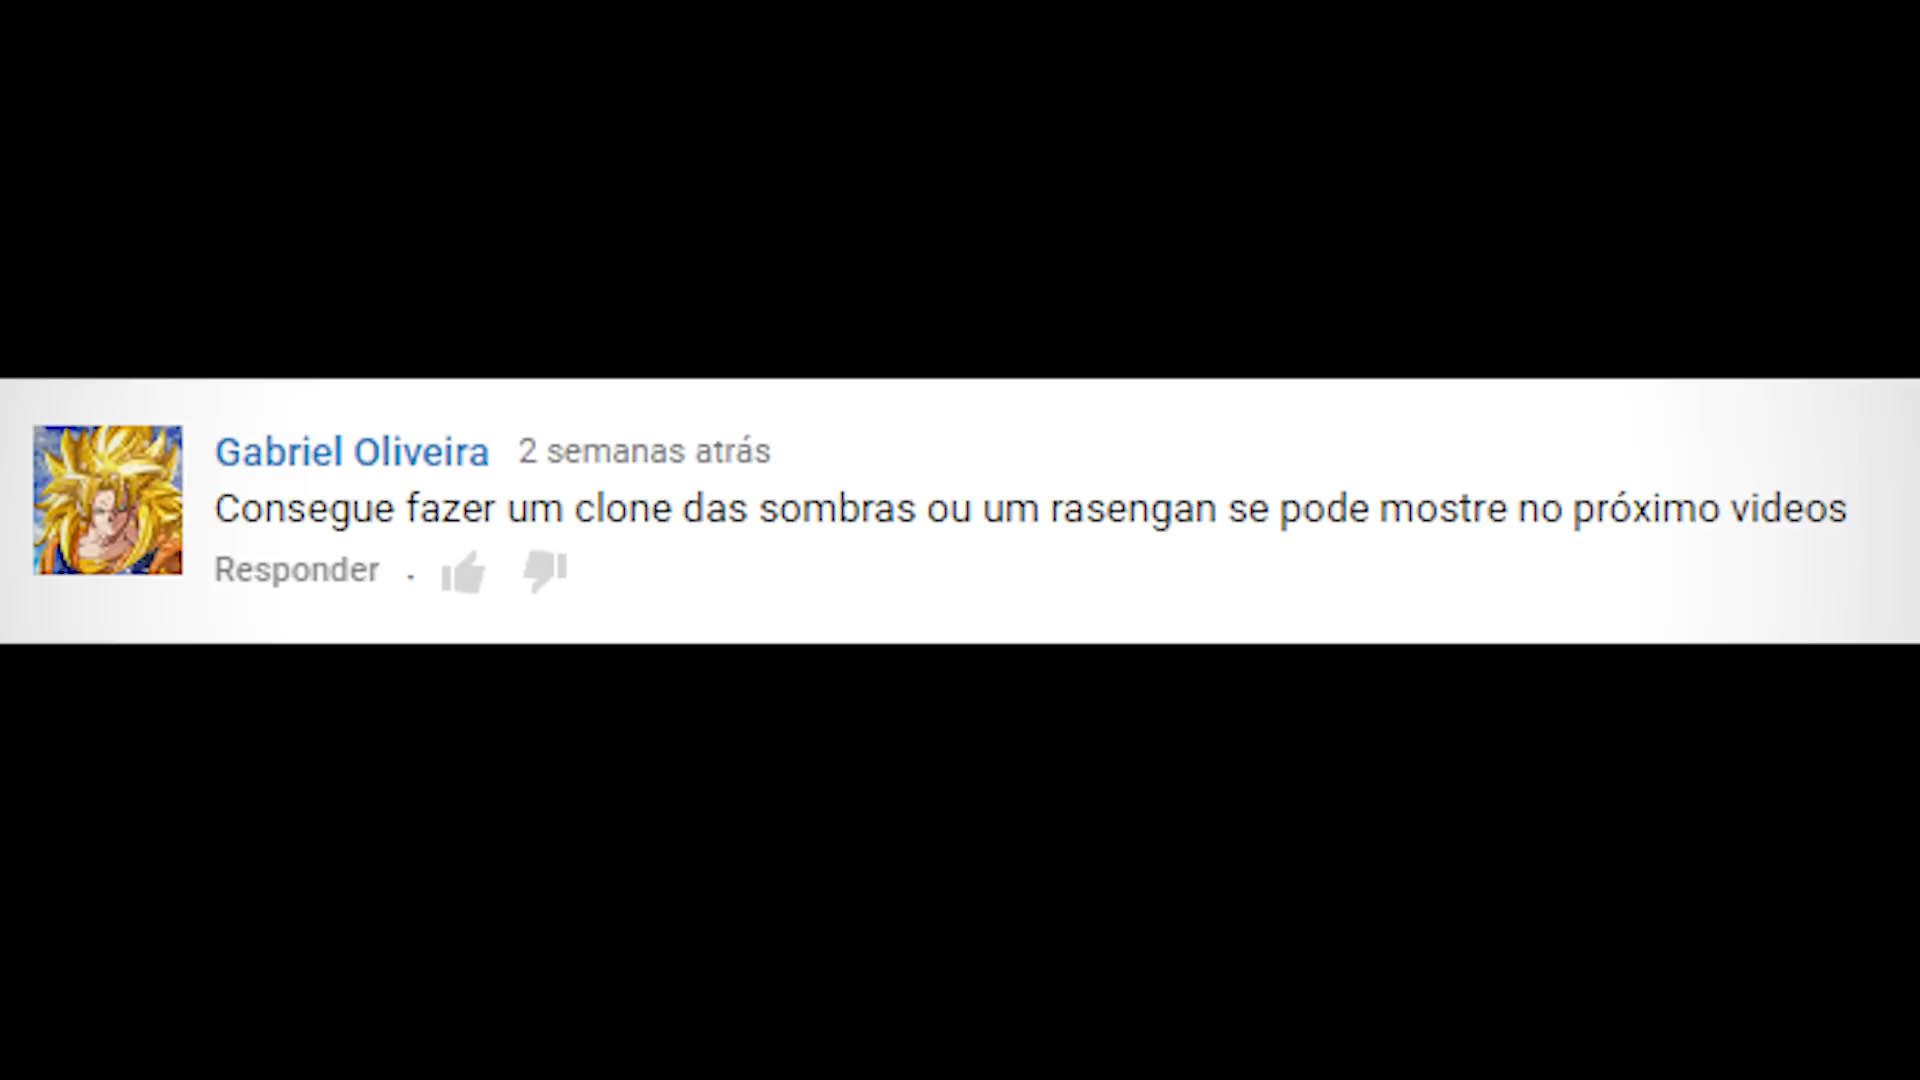 Gabriel Oliveira 2 semanas atrás
Consegue fazer um clone das sombras ou um rasengan se pode mostre no próximo videos
Responder .